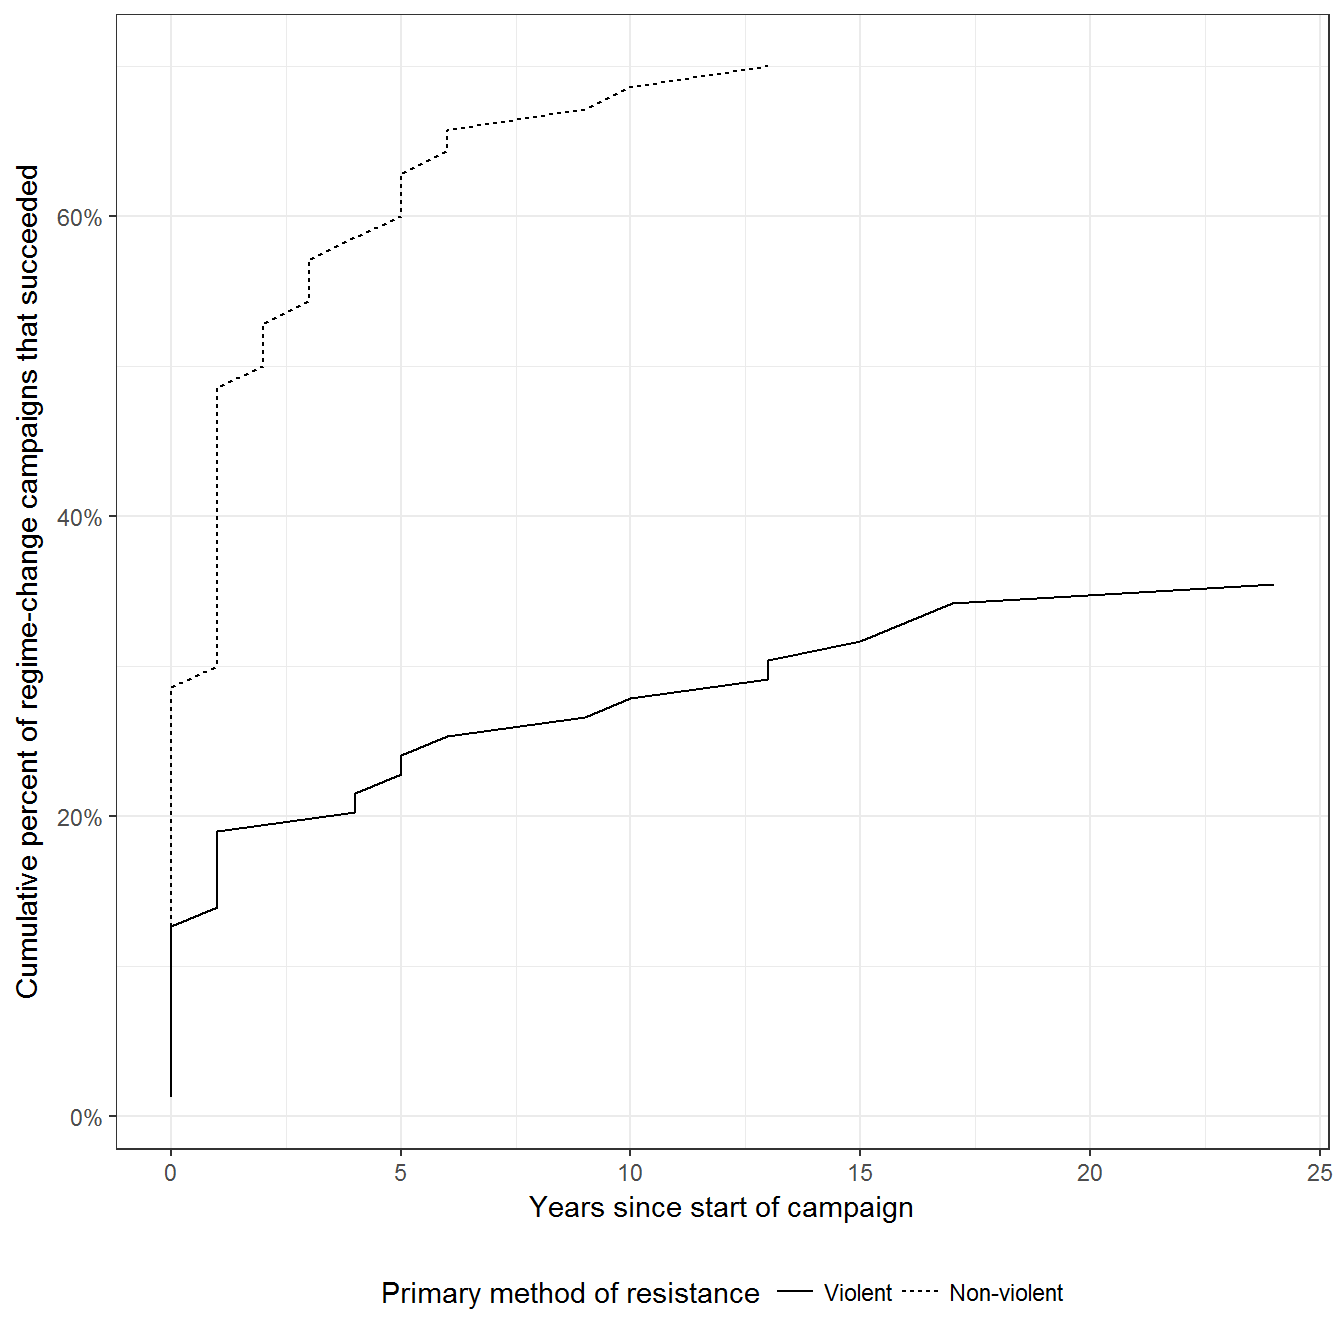 Cumulative percent of regime-change campaigns that succeeded
60%
40%
20%
0%
0 5 10 15 20 25
Years since start of campaign
Primary method of resistance Violent Non-violent